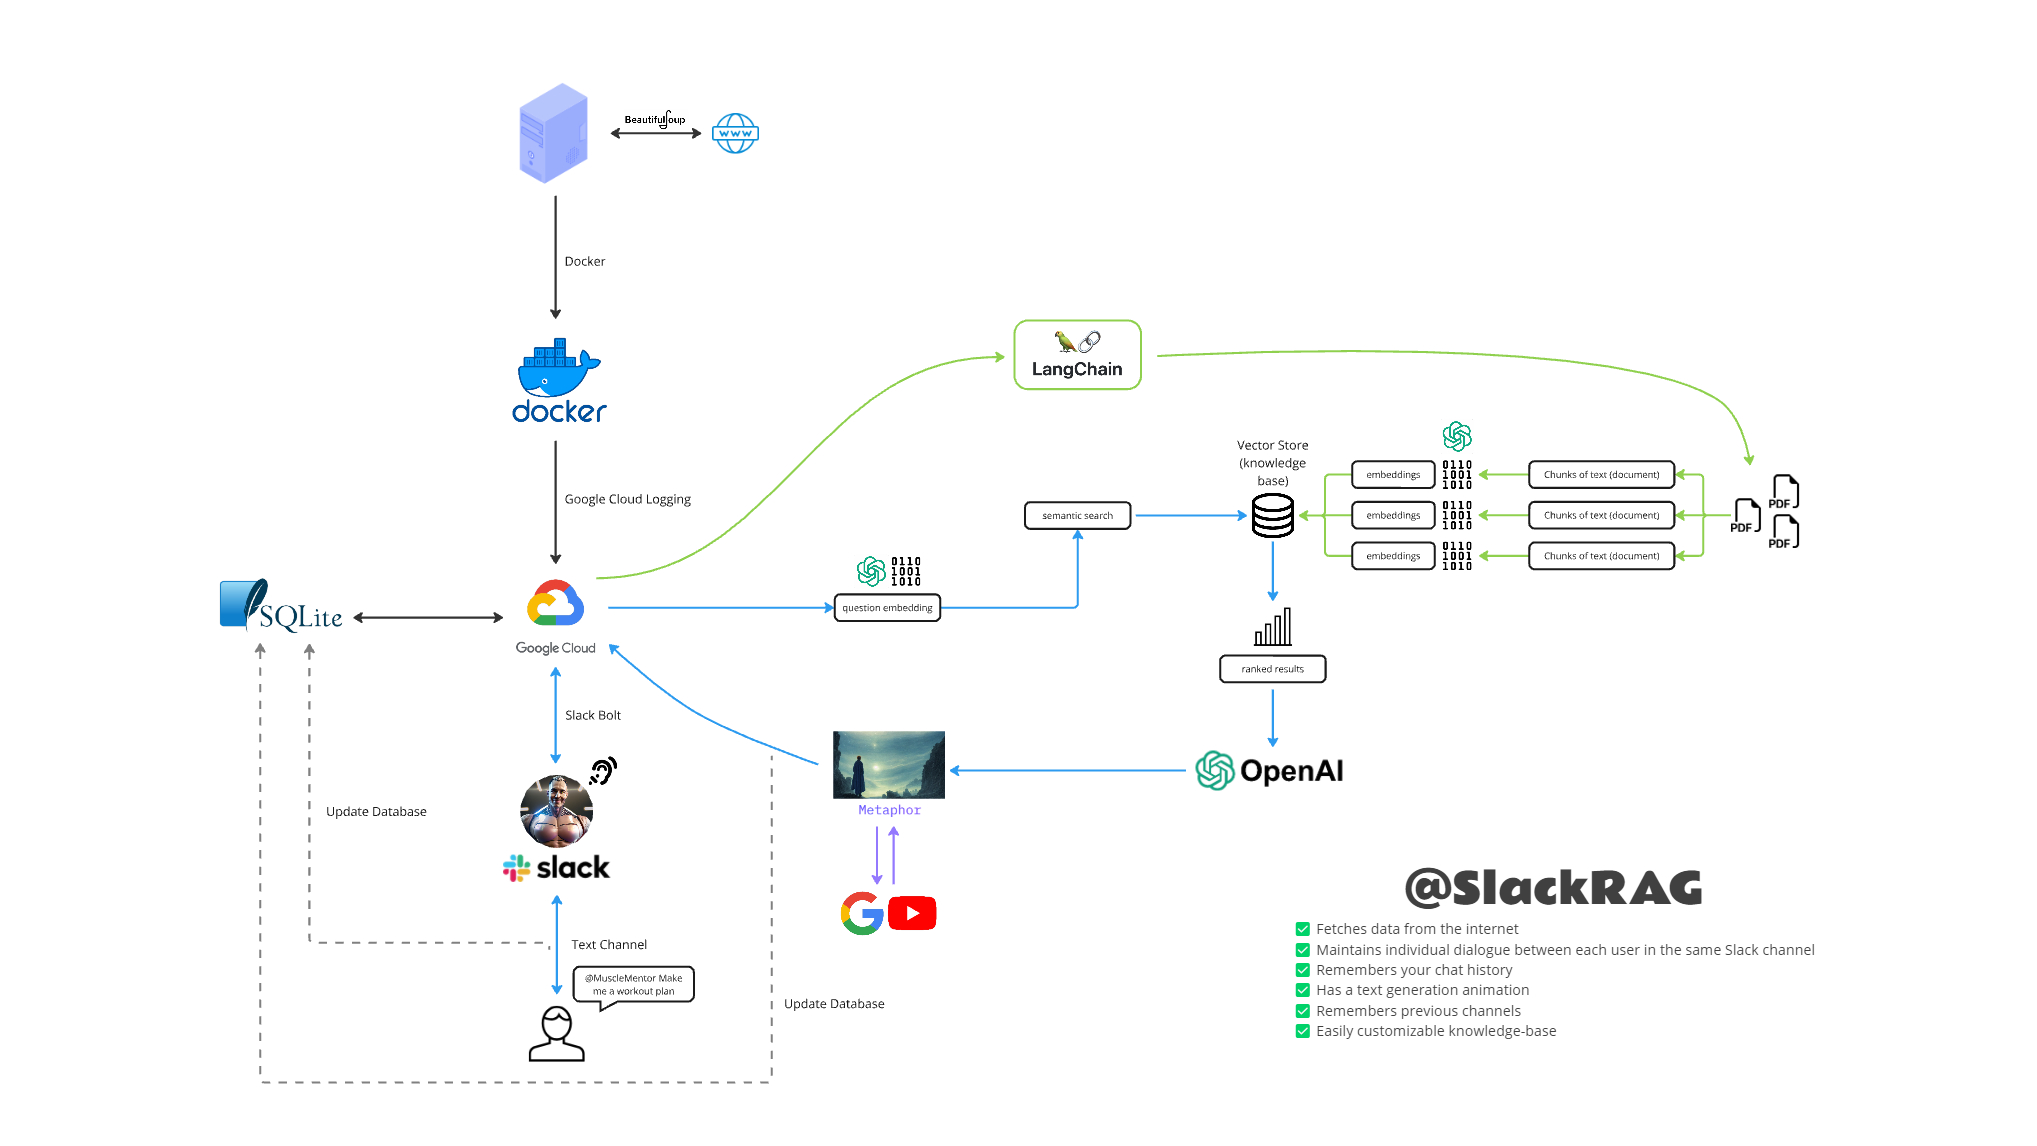 BeautifulSoup
WWW
Docker
docker
Google Cloud Logging
LangChain
Vector Store
(knowledge
base)
0110
1001
1010
embeddings
Chunks of text (document)
0110
1001
1010
embeddings
Chunks of text (document)
0110
1001
1010
embeddings
Chunks of text (document)
PDF
PDF
PDF
semantic search
0110
1001
1010
question embedding
SQLite
Google Cloud
ranked results
Slack Bolt
OpenAI
Metaphor
Update Database
slack
Text Channel
@MuscleMentor Make
me a workout plan
Update Database
@SlackRAG
Fetches data from the internet
Maintains individual dialogue between each user in the same Slack channel
Remembers your chat history
Has a text generation animation
Remembers previous channels
Easily customizable knowledge-base